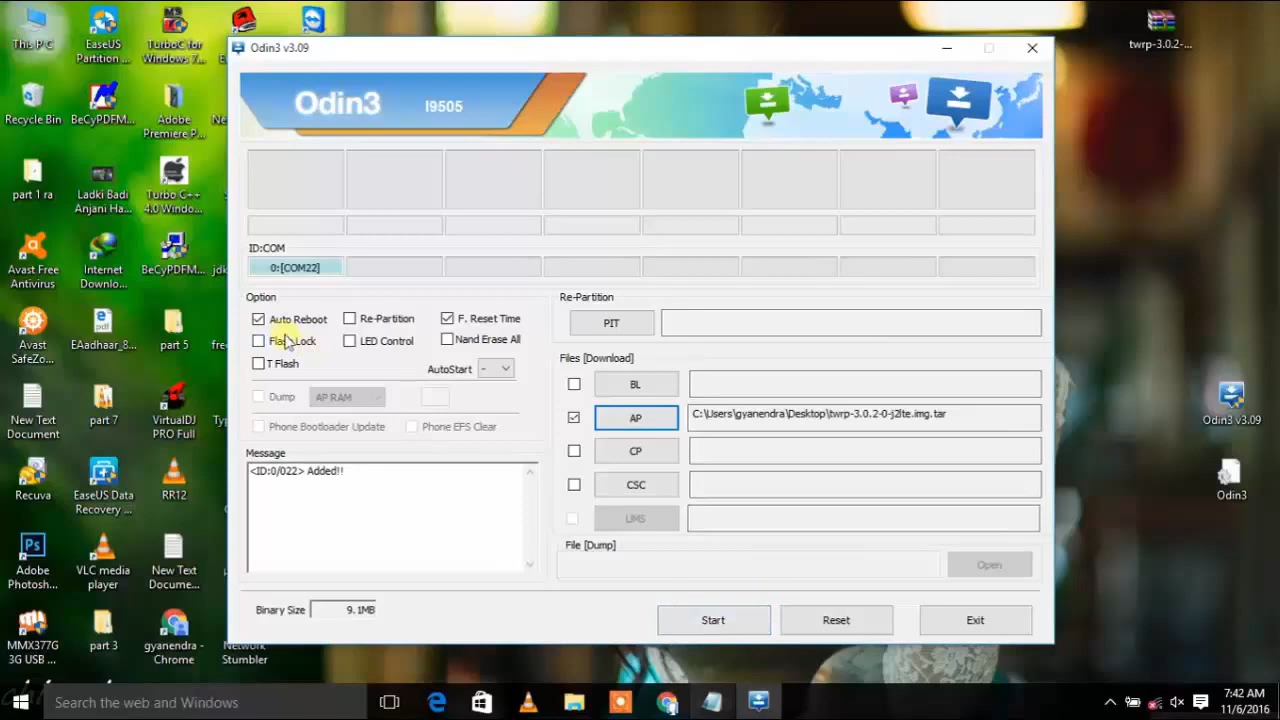 This PC
EaseUS
Partition ...
TurboC for
Windows 7...
twrp-3.0.2-...
Recycle Bin
BeCyPDFM...
Adobe
Premiere P...
part 1 ra
Ladki Badi
Anjani Ha...
Turbo C++
4.0 Windo...
Avast Free
Antivirus
Internet
Downlo...
BeCyPDFM...
jdk
Avast
SafeZo...
EAadhaar_8...
part 5
New Text
Document
part 7
VirtualDJ
PRO Full
Recuva
EaseUS Data
Recovery ...
RR12
Adobe
Photosh...
VLC media
player
New Text
Docume...
MMX377G
3G USB ...
part 3
gyanendra -
Chrome
Network
Stumbler
Odin3 v3.09
Odin3
Odin3 v3.09
Odin3 I9505
ID:COM
0:[COM22]
Option
Auto Reboot
Re-Partition
F. Reset Time
Flash Lock
LED Control
Nand Erase All
T Flash
AutoStart -
Dump
AP RAM
Phone Bootloader Update
Phone EFS Clear
Message
<ID:0/022> Added!!
Re-Partition
PIT
Files [Download]
BL
AP
C:\Users\gyanendra\Desktop\twrp-3.0.2-0-j2lte.img.tar
CP
CSC
UMS
File [Dump]
Open
Binary Size
9.1MB
Start
Reset
Exit
Search the web and Windows
7:42 AM
11/6/2016